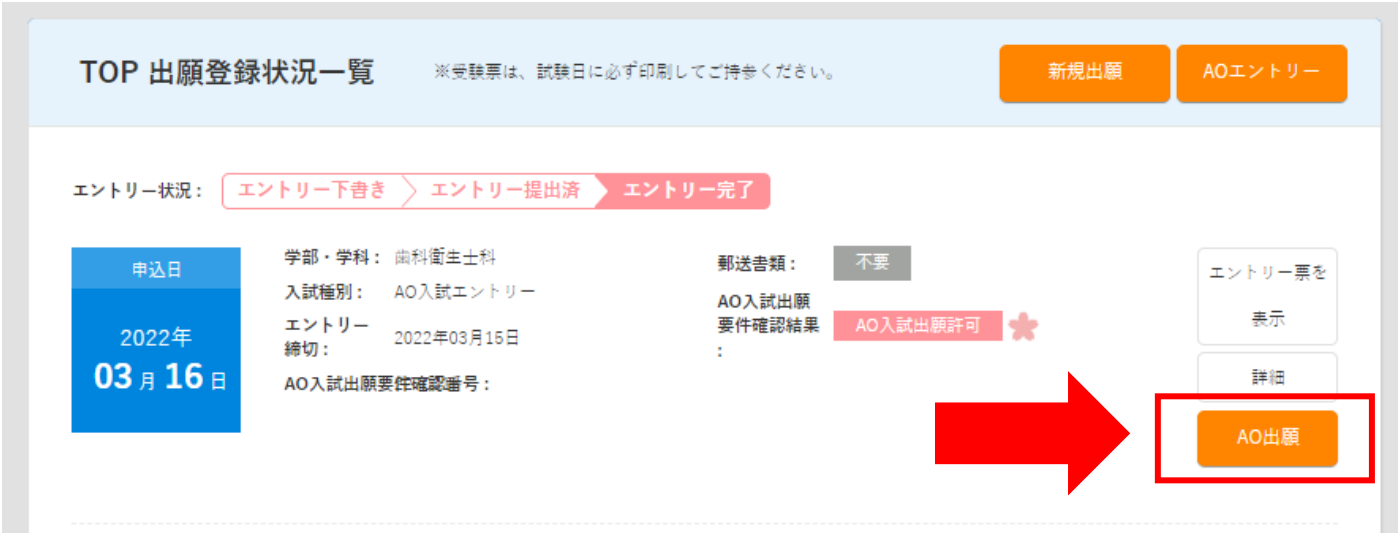 TOP 出願登録状況一覧
※受験票は、試験日に必ず印刷してご持参ください。
新規出願
AOエントリー
エントリー状況：
エントリー下書き
エントリー提出済
エントリー完了
申込日
2022年
03月16日
学部・学科： 歯科衛生士科
入試種別： AO入試エントリー
エントリー
締切：
2022年03月15日
AO入試出願要件確認番号：
郵送書類： 不要
AO入試出願
要件確認結果
：
AO入試出願許可
エントリー票を
表示
詳細
AO出願